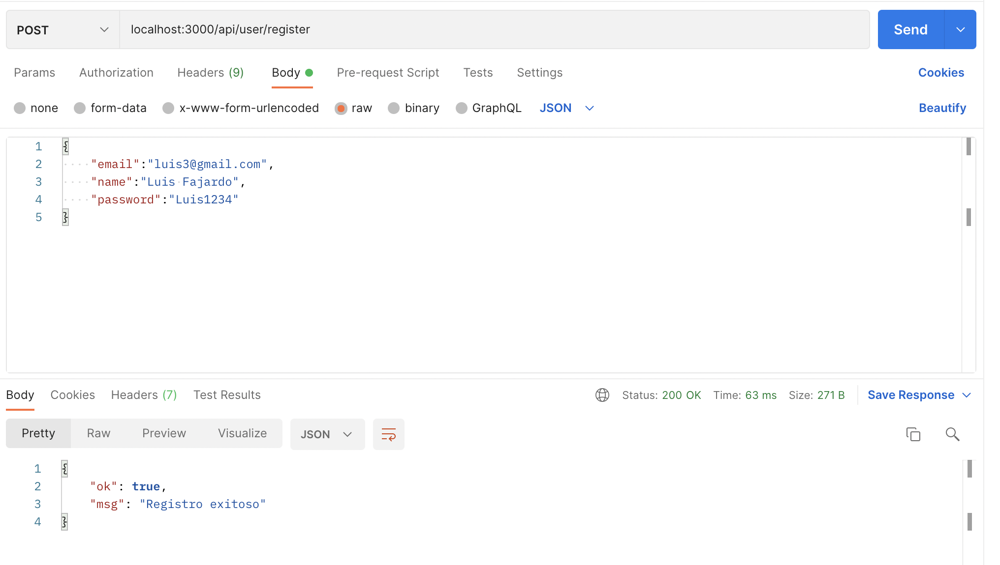 POST localhost:3000/api/user/register Send
Params Authorization Headers (9) Body Pre-request Script Tests Settings Cookies
none form-data x-www-form-urlencoded raw binary GraphQL JSON Beautify
1 {
2 "email":"luis3@gmail.com",
3 "name":"Luis Fajardo",
4 "password":"Luis1234"
5 }
Body Cookies Headers (7) Test Results Status: 200 OK Time: 63 ms Size: 271 B Save Response
Pretty Raw Preview Visualize JSON
1 {
2 "ok": true,
3 "msg": "Registro exitoso"
4 }